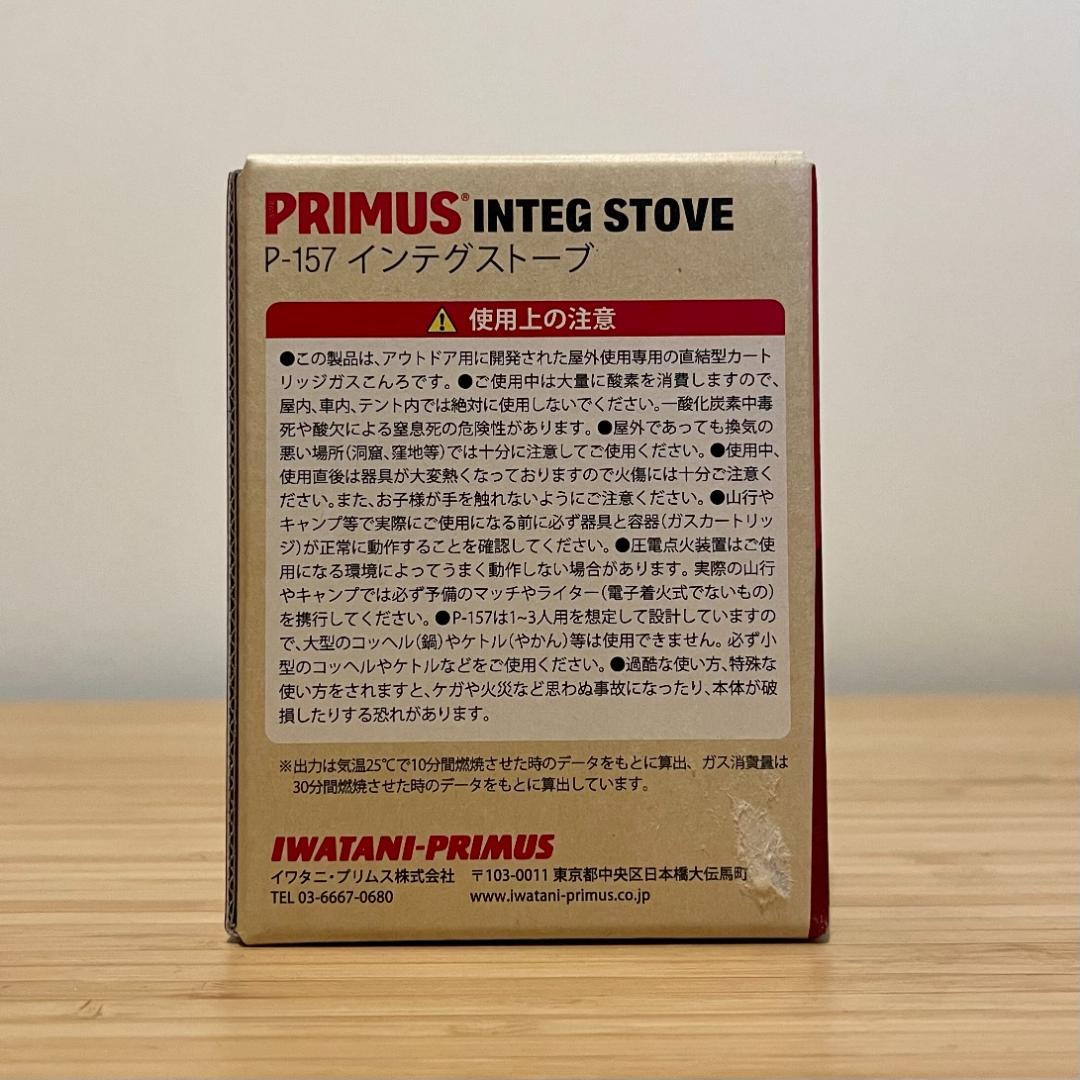 PRIMUS® INTEG STOVE
P-157 インテグストーブ
使用上の注意
●この製品は、アウトドア用に開発された屋外使用専用の直結型カート
リッジガスこんろです。●ご使用中は大量に酸素を消費しますので、
屋内、車内、テント内では絶対に使用しないでください。一酸化炭素中毒
死や酸欠による窒息死の危険性があります。●屋外であっても換気の
悪い場所(洞窟、窪地等)では十分に注意してご使用ください。●使用中、
使用直後は器具が大変熱くなっておりますので火傷には十分ご注意く
ださい。また、お子様が手を触れないようにご注意ください。●山行や
キャンプ等で実際にご使用になる前に必ず器具と容器(ガスカートリッ
ジ)が正常に動作することを確認してください。●圧電点火装置はご使
用になる環境によってうまく動作しない場合があります。実際の山行
やキャンプでは必ず予備のマッチやライター(電子着火式でないもの)
を携行してください。●P-157は1~3人用を想定して設計していますの
で、大型のコッヘル(鍋)やケトル(やかん)等は使用できません。必ず小
型のコッヘルやケトルなどをご使用ください。●過酷な使い方、特殊な
使い方をされますと、ケガや火災など思わぬ事故になったり、本体が破
損したりする恐れがあります。
※出力は気温25℃で10分間燃焼させた時のデータをもとに算出、ガス消費量は
30分間燃焼させた時のデータをもとに算出しています。
IWATANI-PRIMUS
イワタニ・プリムス株式会社 〒103-0011 東京都中央区日本橋大伝馬町
TEL 03-6667-0680 www.iwatani-primus.co.jp